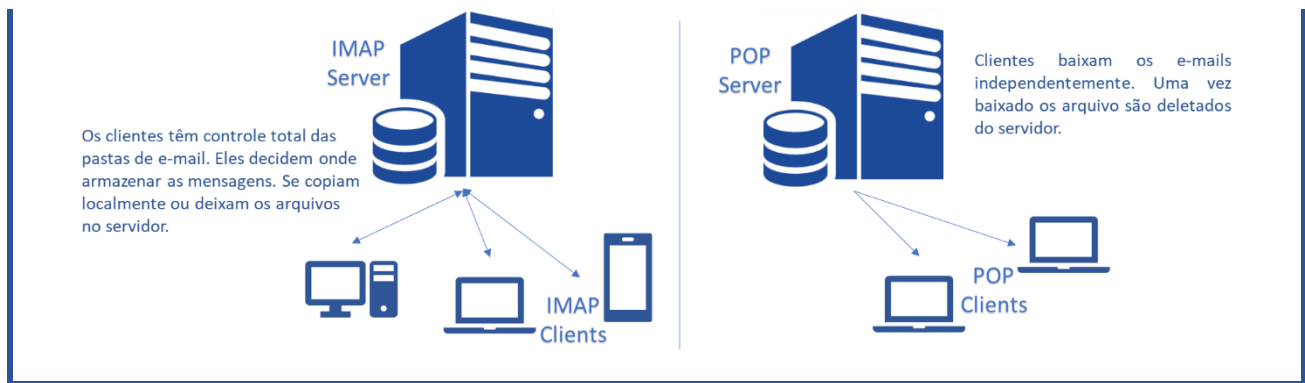 IMAP
Server
Os clientes têm controle total das
pastas de e-mail. Eles decidem onde
armazenar as mensagens. Se copiam
localmente ou deixam os arquivos
no servidor.
IMAP
Clients
POP
Server
Clientes baixam os e-mails
independentemente. Uma vez
baixado os arquivo são deletados
do servidor.
POP
Clients